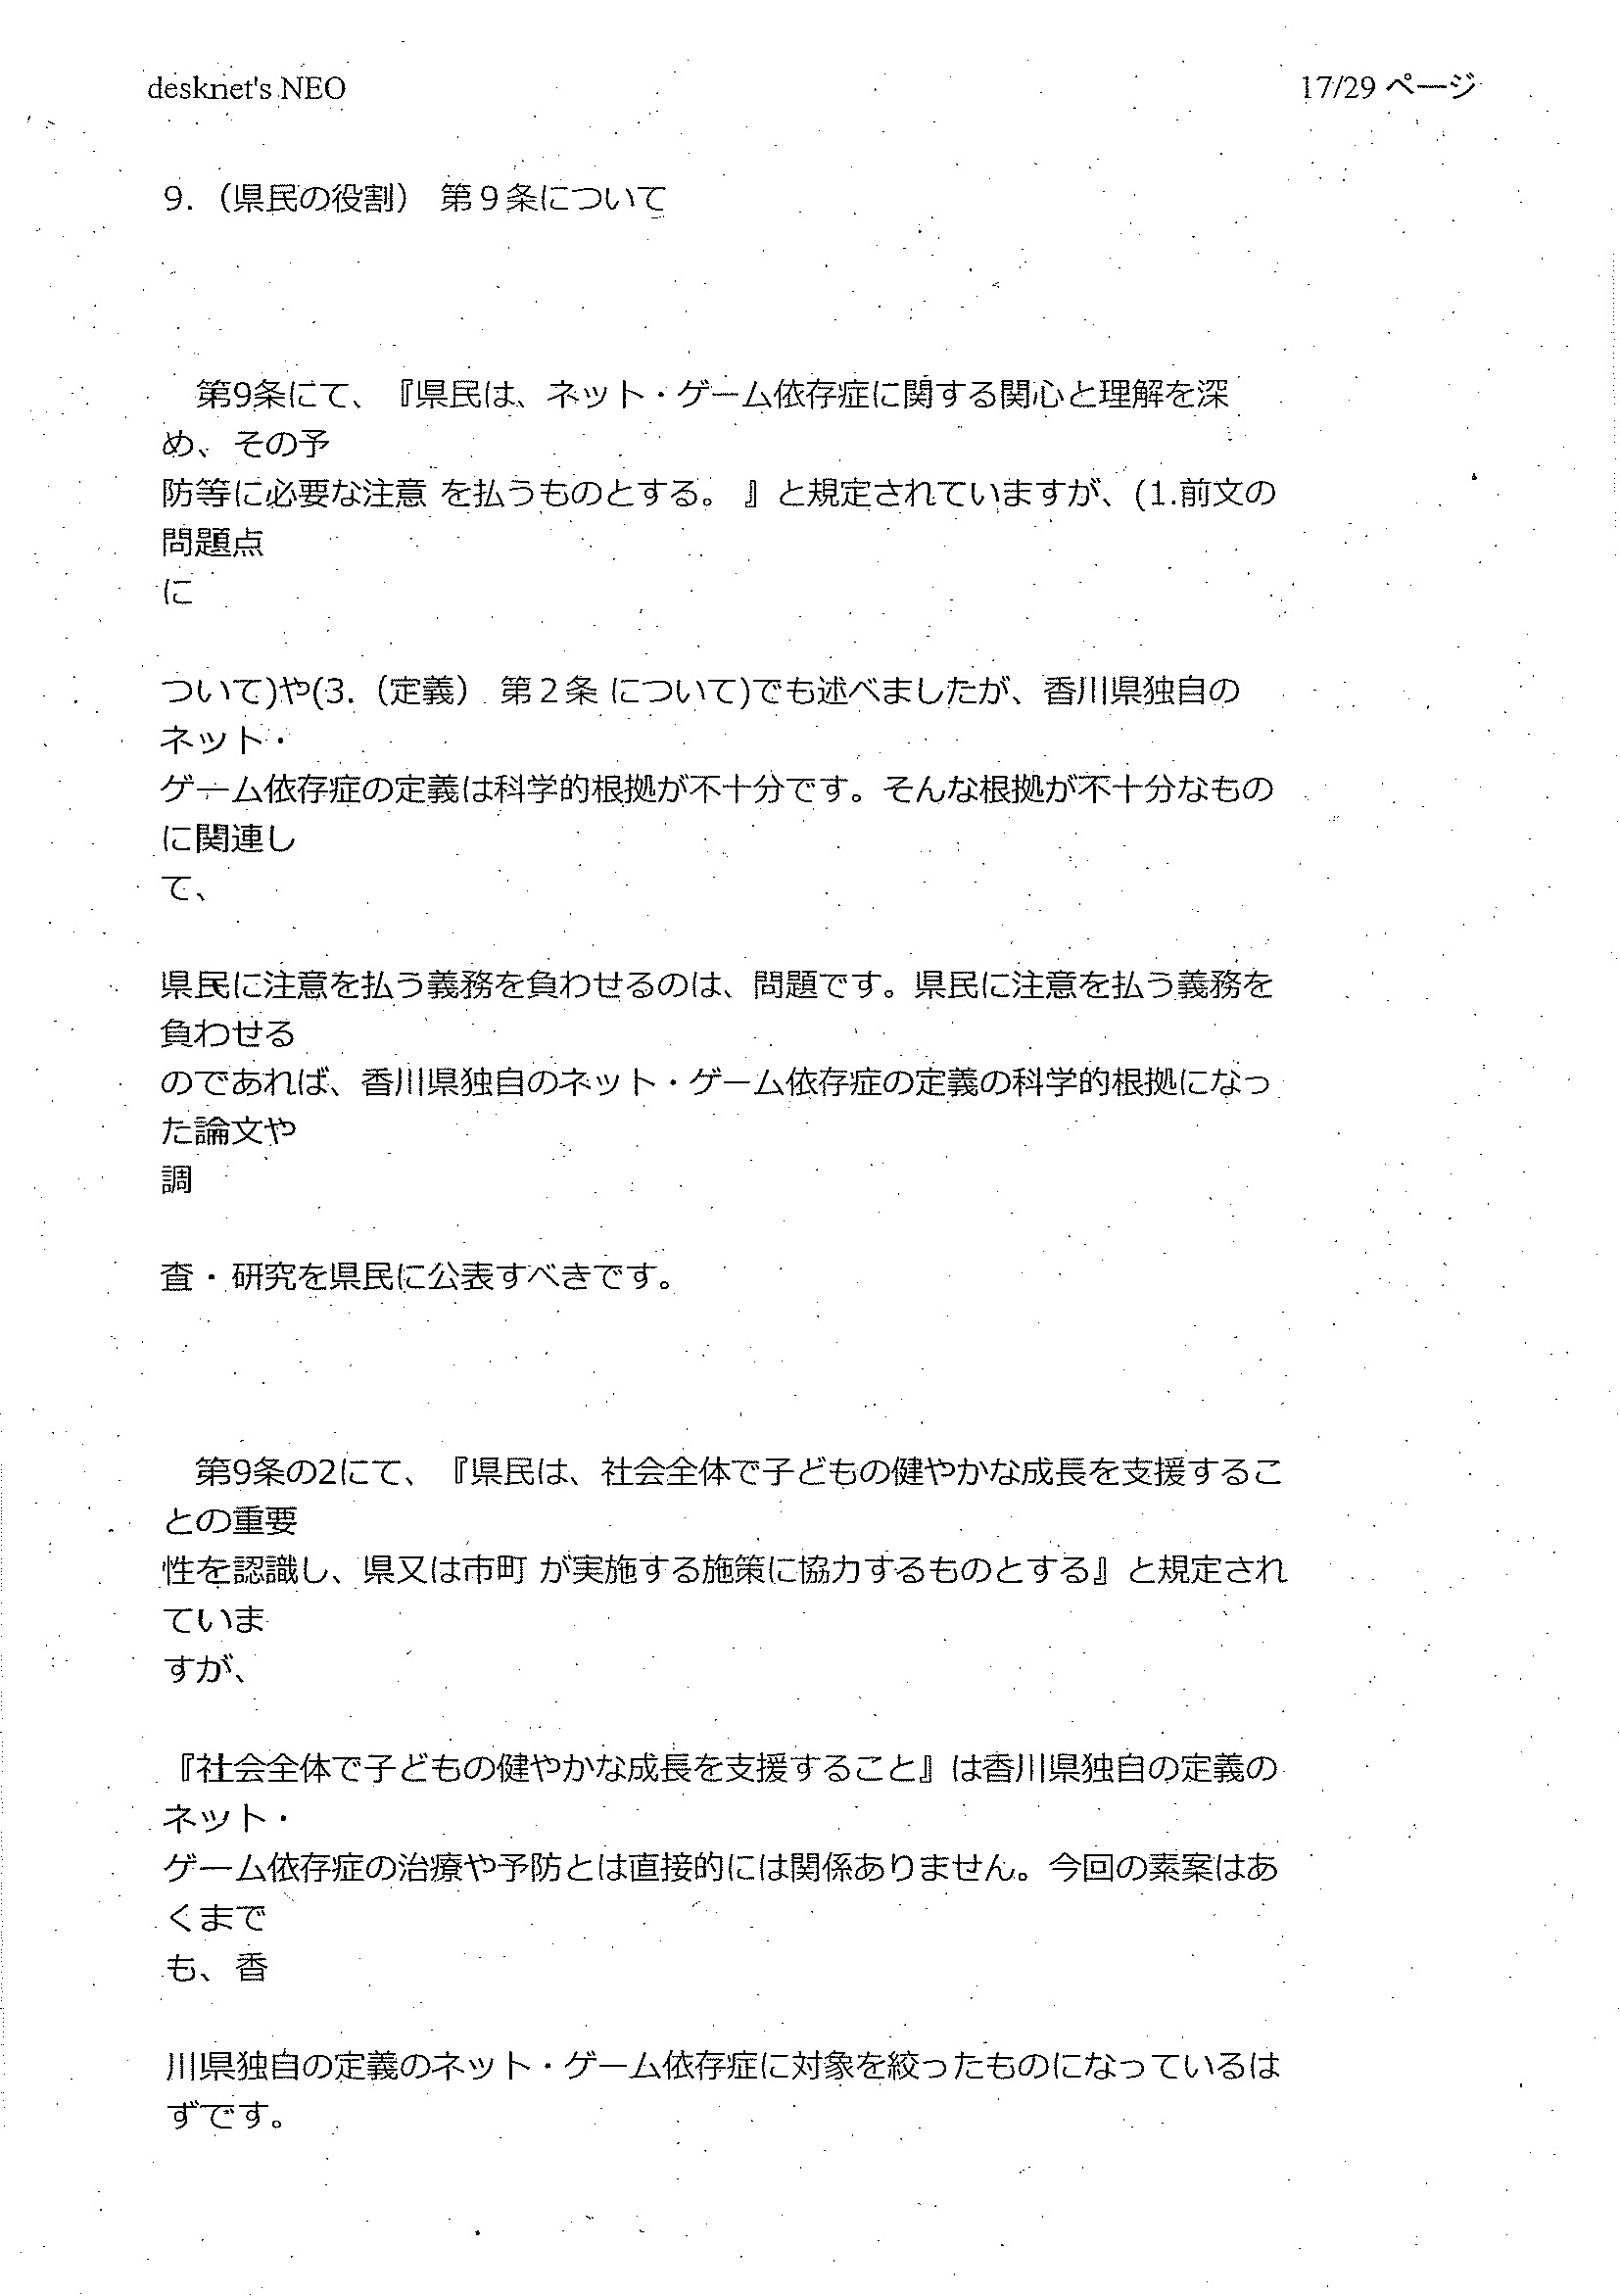 desknet's NEO
17/29 ページ
9.（県民の役割） 第９条について
第9条にて、『県民は、ネット・ゲーム依存症に関する関心と理解を深
め、その予
防等に必要な注意 を払うものとする。 』と規定されていますが、(1.前文の
問題点
に
ついて)や(3.（定義） 第２条 について)でも述べましたが、香川県独自の
ネット・
ゲーム依存症の定義は科学的根拠が不十分です。そんな根拠が不十分なもの
に関連し
て、
県民に注意を払う義務を負わせるのは、問題です。県民に注意を払う義務を
負わせる
のであれば、香川県独自のネット・ゲーム依存症の定義の科学的根拠になっ
た論文や
調
査・研究を県民に公表すべきです。
第9条の2にて、『県民は、社会全体で子どもの健やかな成長を支援するこ
との重要
性を認識し、県又は市町 が実施する施策に協力するものとする』と規定され
ていま
すが、
『社会全体で子どもの健やかな成長を支援すること』は香川県独自の定義の
ネット・
ゲーム依存症の治療や予防とは直接的には関係ありません。今回の素案はあ
くまで
も、香
川県独自の定義のネット・ゲーム依存症に対象を絞ったものになっているは
ずです。